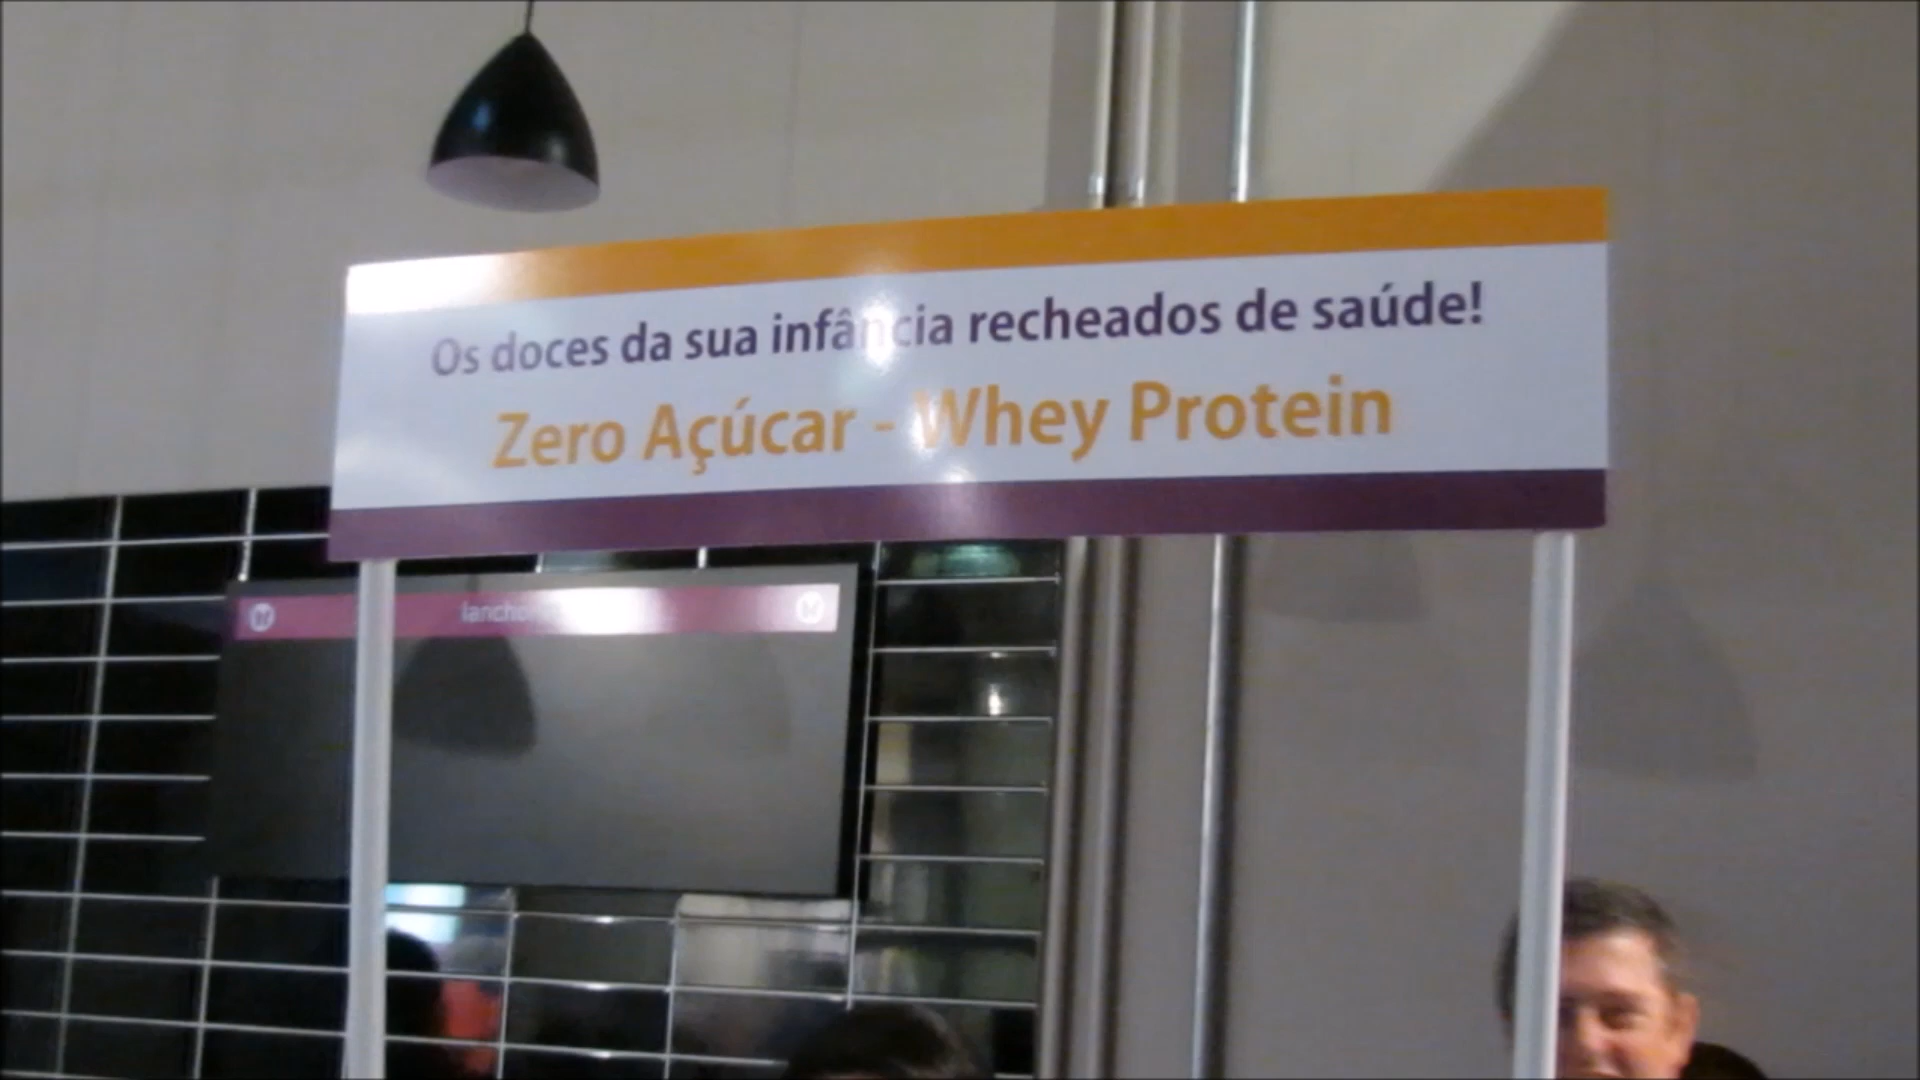 Os doces da sua infância recheados de saúde!
Zero Açúcar - Whey Protein